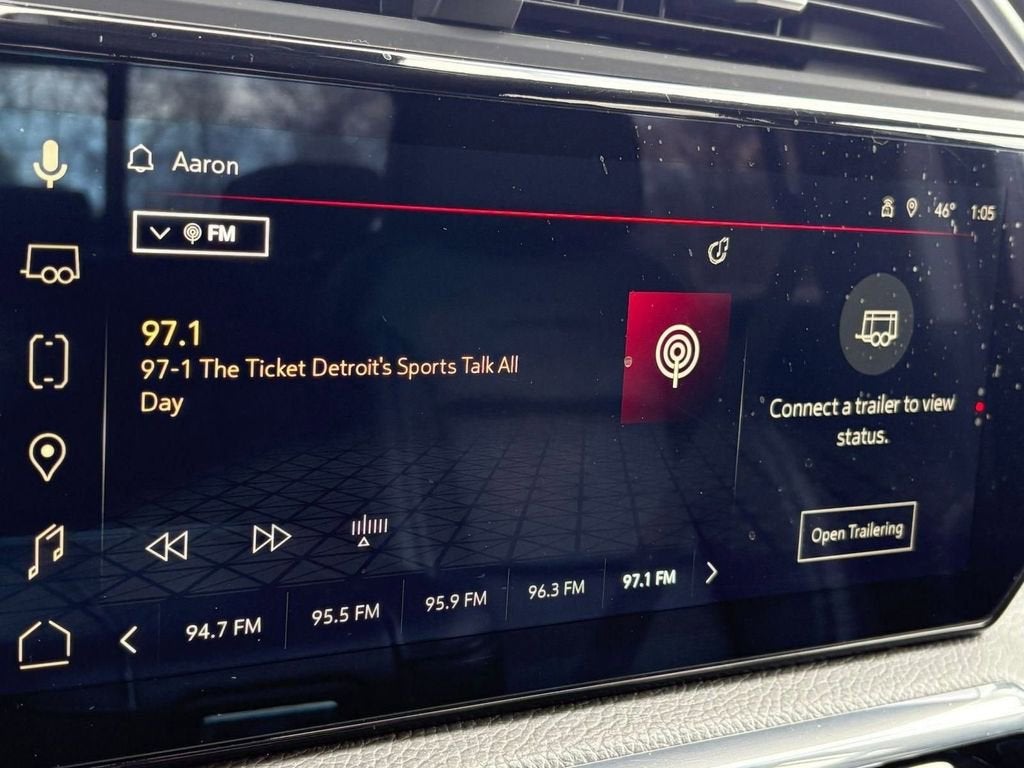 Aaron
46° 1:05
FM
97.1
97-1 The Ticket Detroit's Sports Talk All
Day
Connect a trailer to view
status.
Open Trailering
94.7 FM 95.5 FM 95.9 FM 96.3 FM 97.1 FM